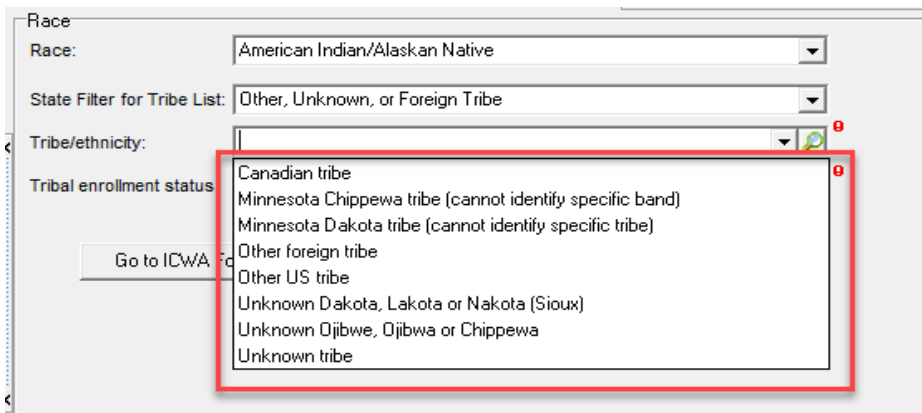 Race
Race: American Indian/Alaskan Native
State Filter for Tribe List: Other, Unknown, or Foreign Tribe
Tribe/ethnicity:
Canadian tribe
Tribal enrollment status
Minnesota Chippewa tribe (cannot identify specific band)
Minnesota Dakota tribe (cannot identify specific tribe)
Other foreign tribe
Go to ICWA Fo
Other US tribe
Unknown Dakota, Lakota or Nakota (Sioux)
Unknown Ojibwe, Ojibwa or Chippewa
Unknown tribe